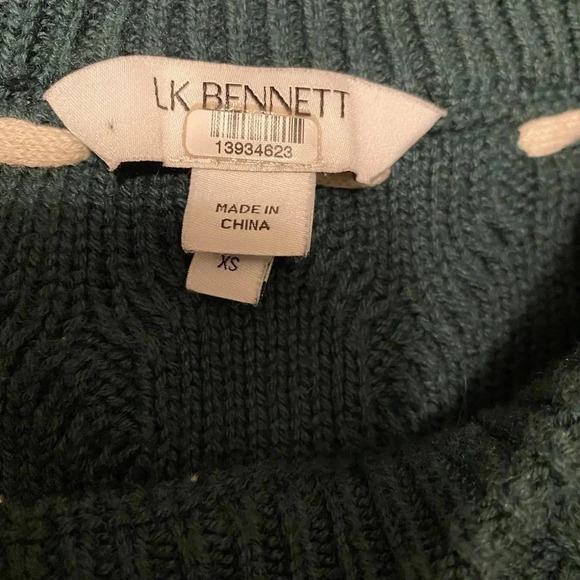 LK BENNETT
13934623
MADE IN
CHINA
XS